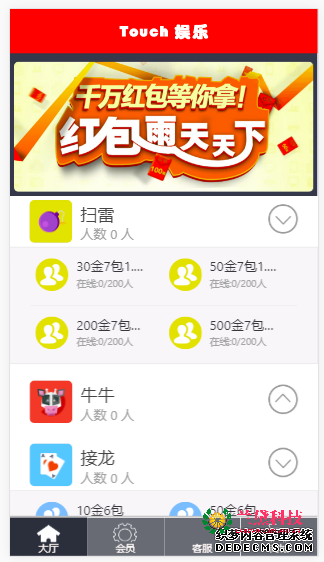 Touch 娱乐
千万红包等你拿!
红包雨天天下
扫雷
人数 0 人
30金7包1....
在线:0/200人
50金7包1....
在线:0/200人
200金7包...
在线:0/200人
500金7包...
在线:0/200人
牛牛
人数 0 人
接龙
人数 0 人
10金6包
50金6包
大厅
会员
客服
织梦内容管理系统
DEDECMS.COM